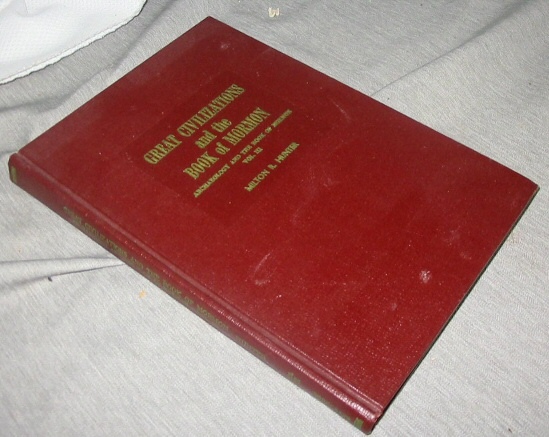 GREAT CIVILIZATIONS
and the
BOOK of MORMON
ARCHAEOLOGY AND THE BOOK OF MORMON
VOL. III
MILTON R. HUNTER